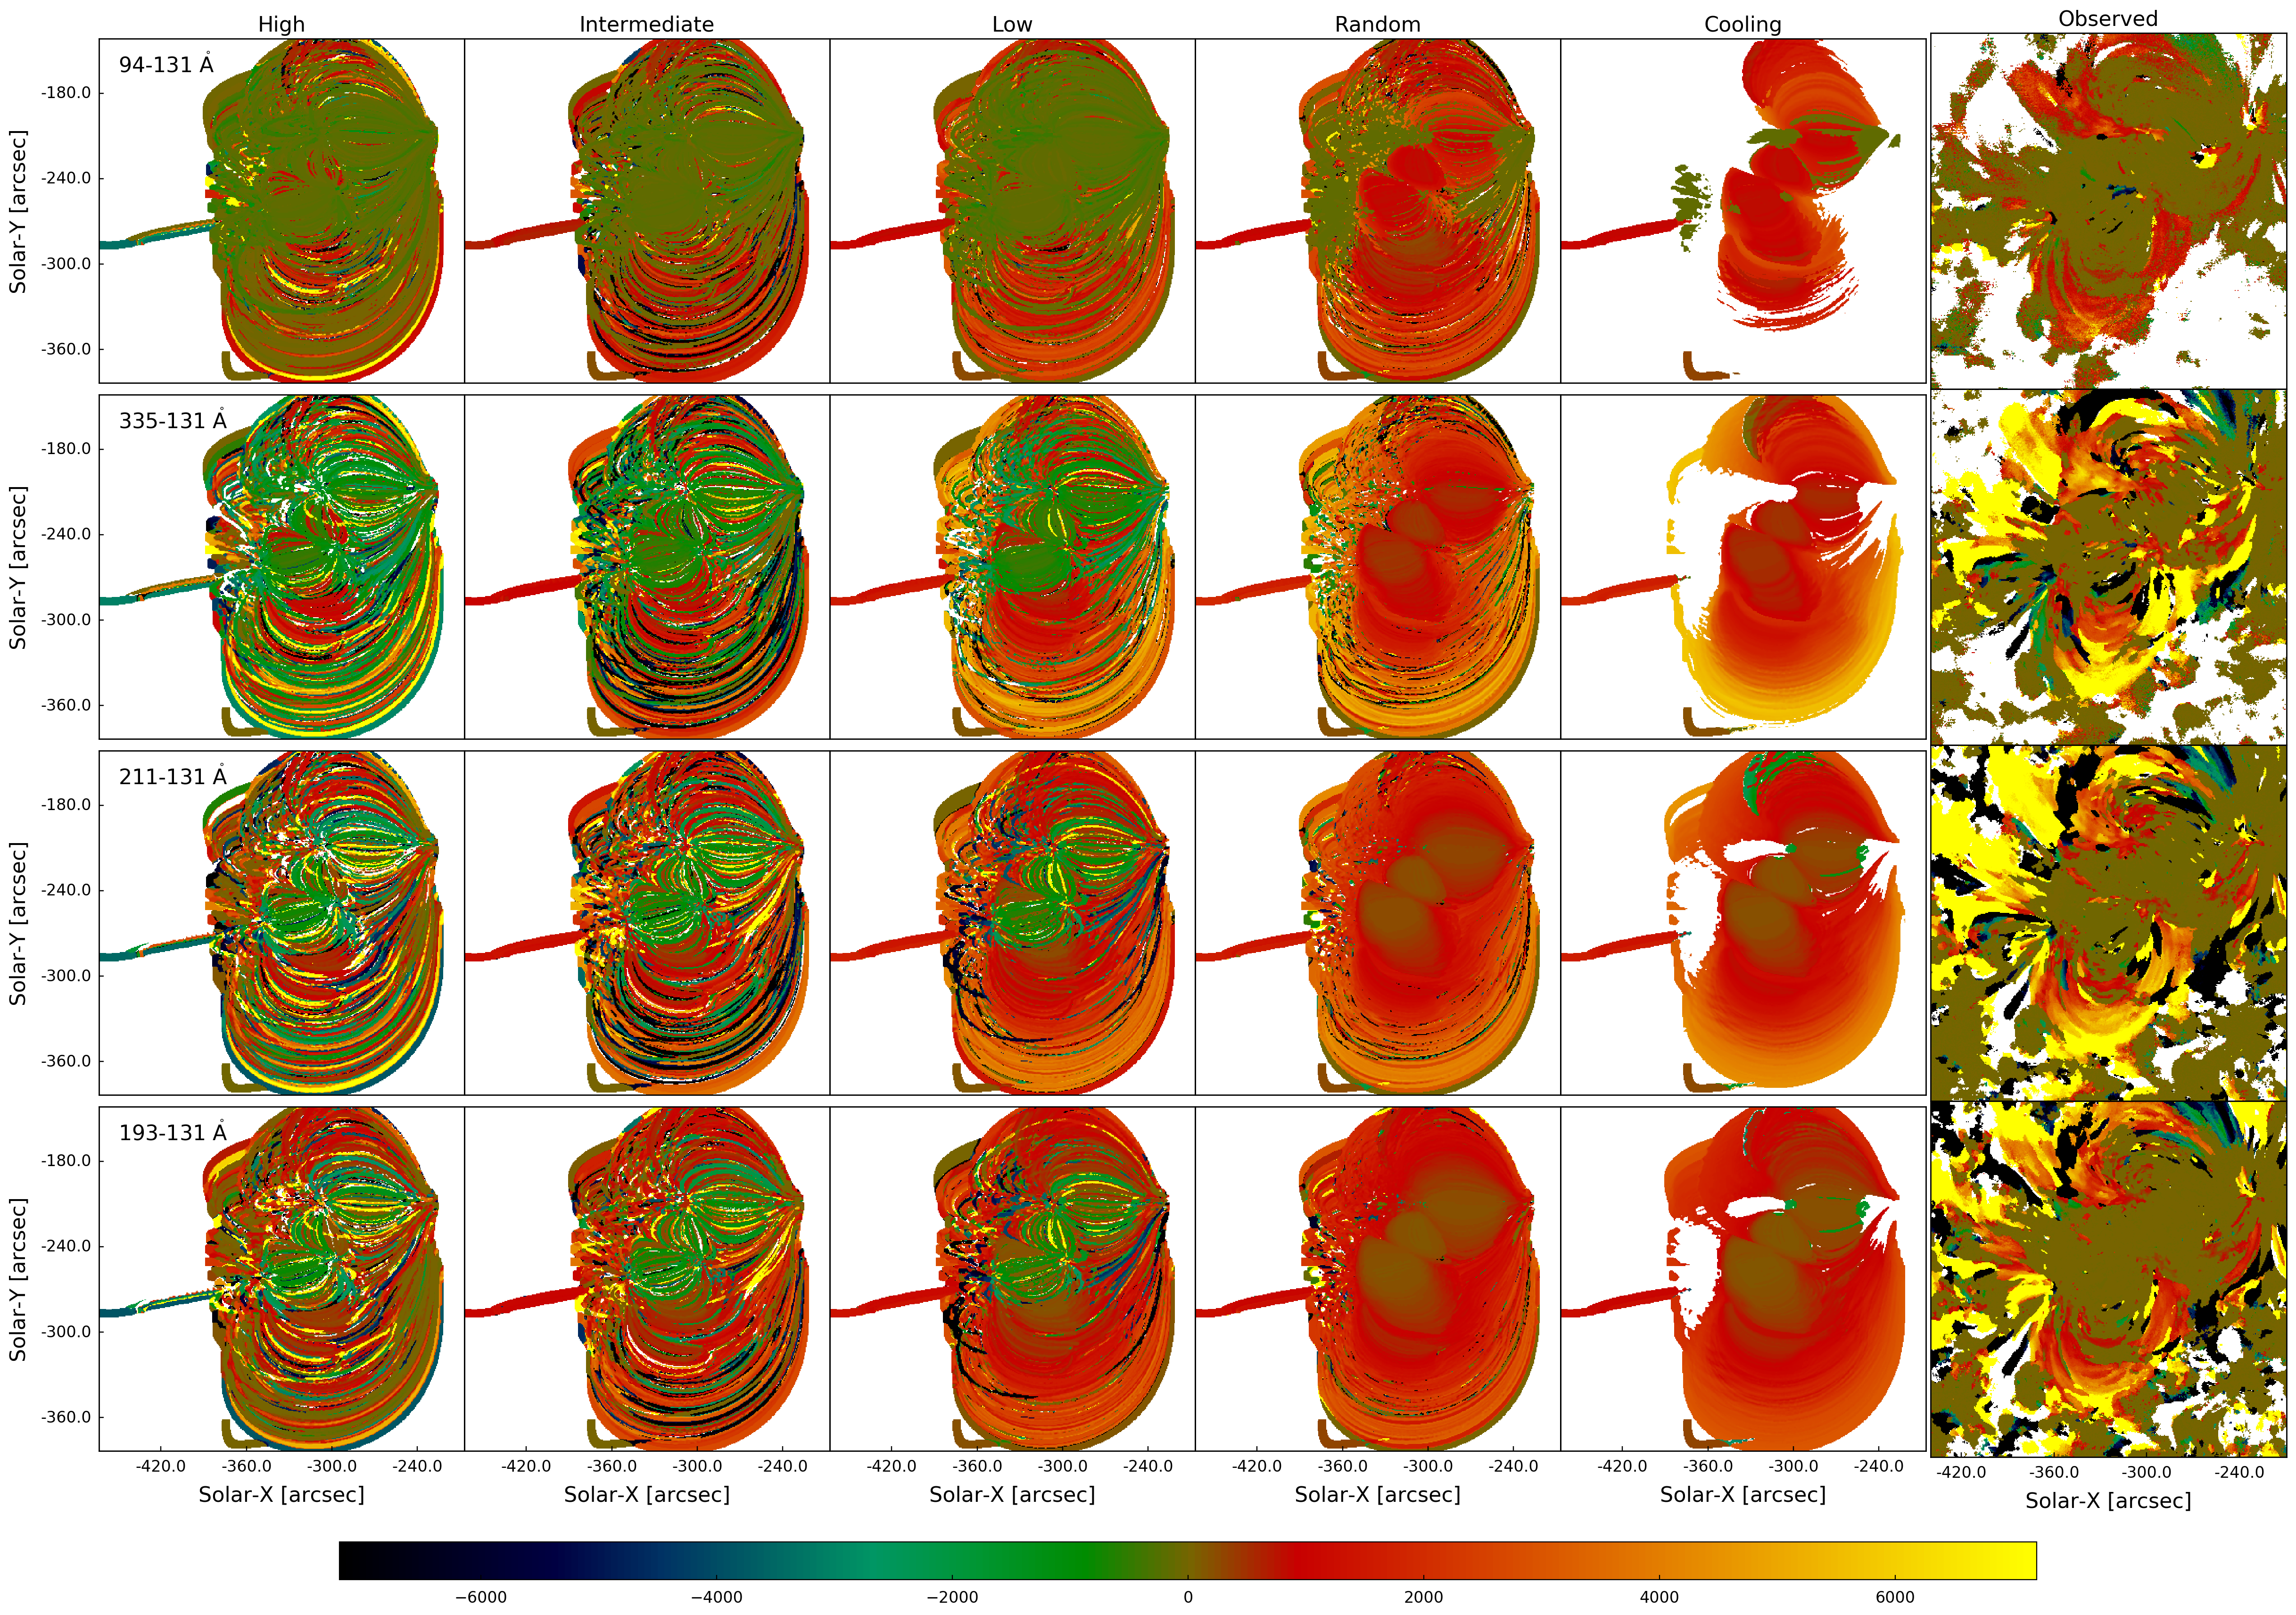 High Intermediate Low Random Cooling Observed
94-131 Å
-180.0
-240.0
-300.0
-360.0
Solar-Y [arcsec]
335-131 Å
-180.0
-240.0
-300.0
-360.0
Solar-Y [arcsec]
211-131 Å
-180.0
-240.0
-300.0
-360.0
Solar-Y [arcsec]
193-131 Å
-180.0
-240.0
-300.0
-360.0
Solar-Y [arcsec]
-420.0 -360.0 -300.0 -240.0 -420.0 -360.0 -300.0 -240.0 -420.0 -360.0 -300.0 -240.0 -420.0 -360.0 -300.0 -240.0 -420.0 -360.0 -300.0 -240.0 -420.0 -360.0 -300.0 -240.0
Solar-X [arcsec] Solar-X [arcsec] Solar-X [arcsec] Solar-X [arcsec] Solar-X [arcsec] Solar-X [arcsec]
−6000 −4000 −2000 0 2000 4000 6000